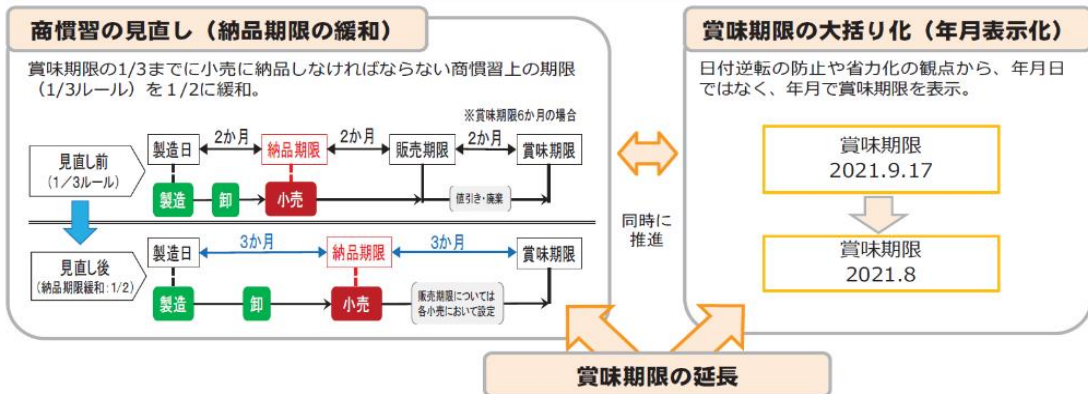 商慣習の見直し（納品期限の緩和）
賞味期限の1/3までに小売に納品しなければならない商慣習上の期限
（1/3ルール）を1/2に緩和。
※賞味期限6か月の場合
見直し前
（1／3ルール）
製造日
2か月
納品期限
2か月
販売期限
2か月
賞味期限
製造
卸
小売
値引き・廃棄
見直し後
（納品期限緩和：1/2）
製造日
3か月
納品期限
3か月
賞味期限
製造
卸
小売
販売期限については
各小売において設定
同時に
推進
賞味期限の大括り化（年月表示化）
日付逆転の防止や省力化の観点から、年月日
ではなく、年月で賞味期限を表示。
賞味期限
2021.9.17
賞味期限
2021.8
賞味期限の延長